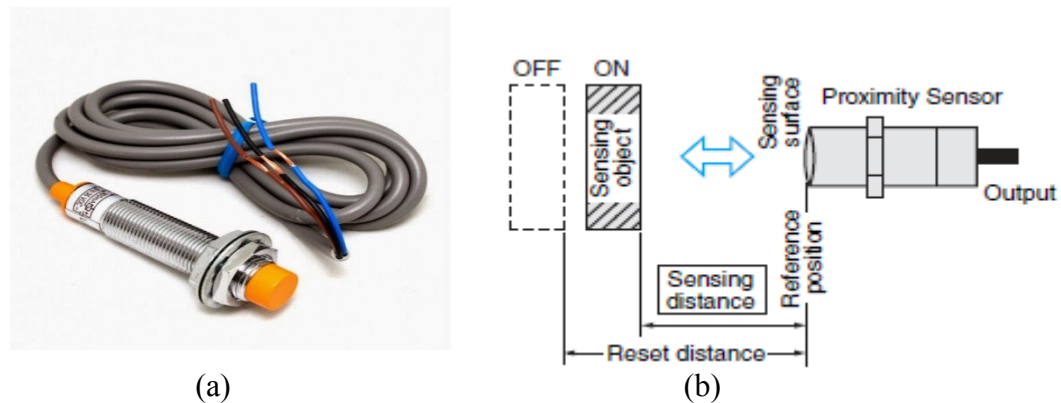 OFF ON
Sensing
surface
Proximity Sensor
Sensing
object
Output
Reference
position
Sensing
distance
Reset distance
(a) (b)